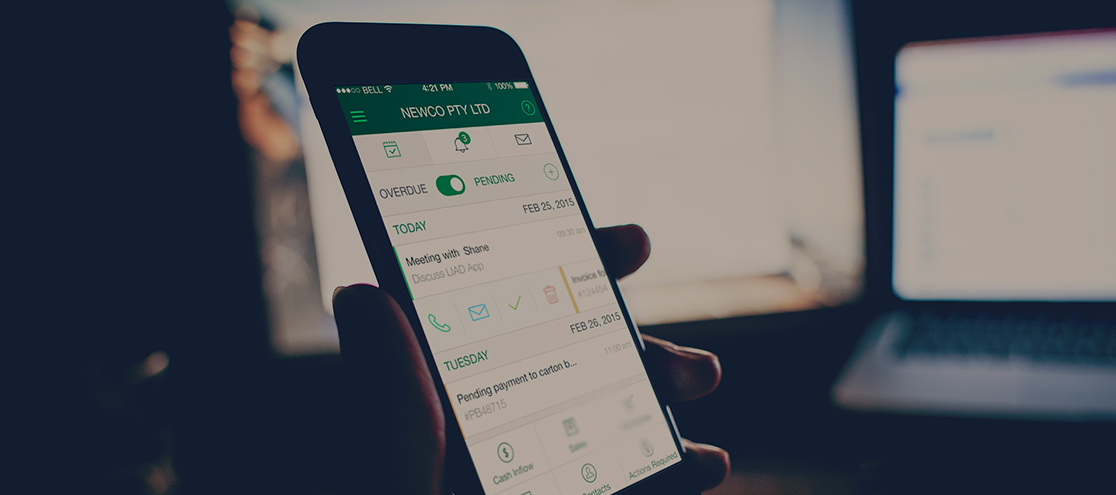 BELL 4:21 PM 100%
NEWCO PTY LTD
?
3
OVERDUE PENDING
TODAY FEB 25, 2015
Meeting with Shane 09:30 am
Discuss UAD App
Invoice fo
#124454
TUESDAY FEB 26, 2015
Pending payment to carton b... 11:00 am
#PB48715
Cash Inflow Sales
Contacts Actions Required